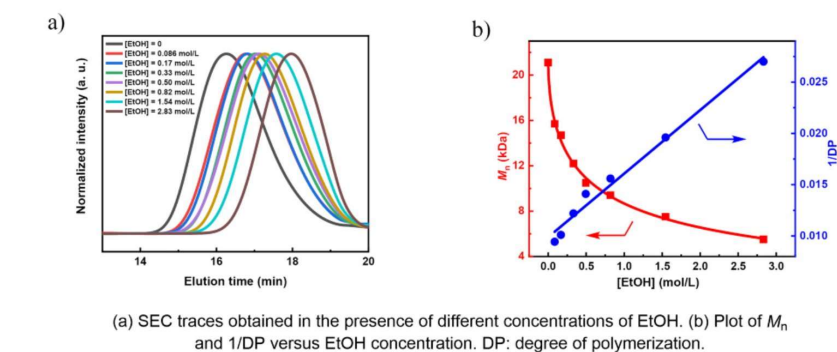 a)
[EtOH] = 0
[EtOH] = 0.086 mol/L
[EtOH] = 0.17 mol/L
[EtOH] = 0.33 mol/L
[EtOH] = 0.50 mol/L
[EtOH] = 0.82 mol/L
[EtOH] = 1.54 mol/L
[EtOH] = 2.83 mol/L
Normalized intensity (a. u.)
14 16 18 20
Elution time (min)
b)
20
16
12
8
4
Mn (kDa)
0.025
0.020
0.015
0.010
1/DP
0.0 0.5 1.0 1.5 2.0 2.5 3.0
[EtOH] (mol/L)
(a) SEC traces obtained in the presence of different concentrations of EtOH. (b) Plot of Mn
and 1/DP versus EtOH concentration. DP: degree of polymerization.